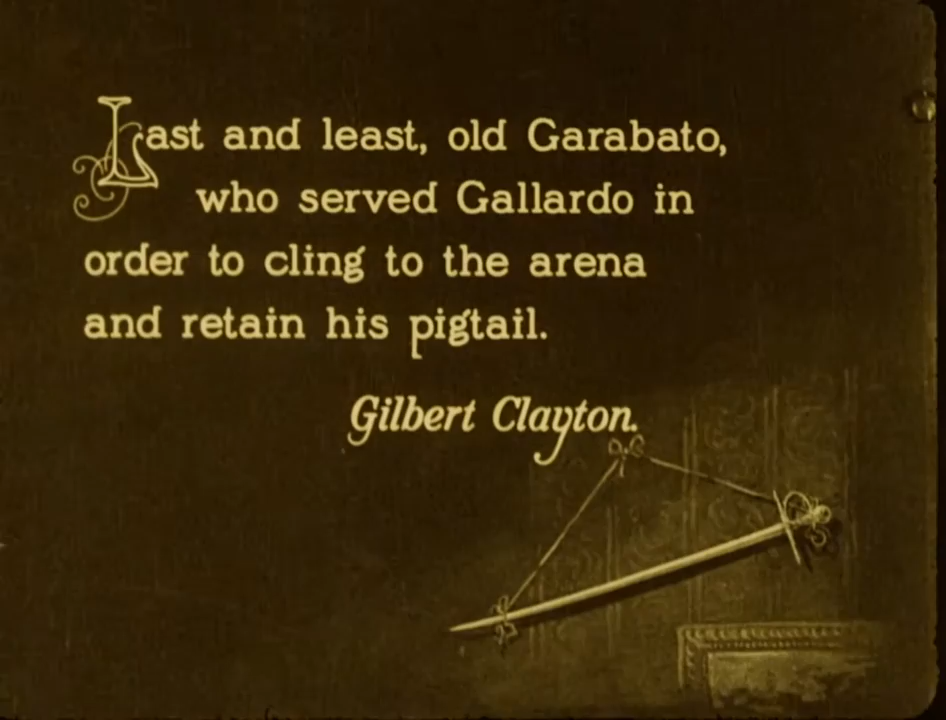 Last and least, old Garabato,
who served Gallardo in
order to cling to the arena
and retain his pigtail.
Gilbert Clayton.